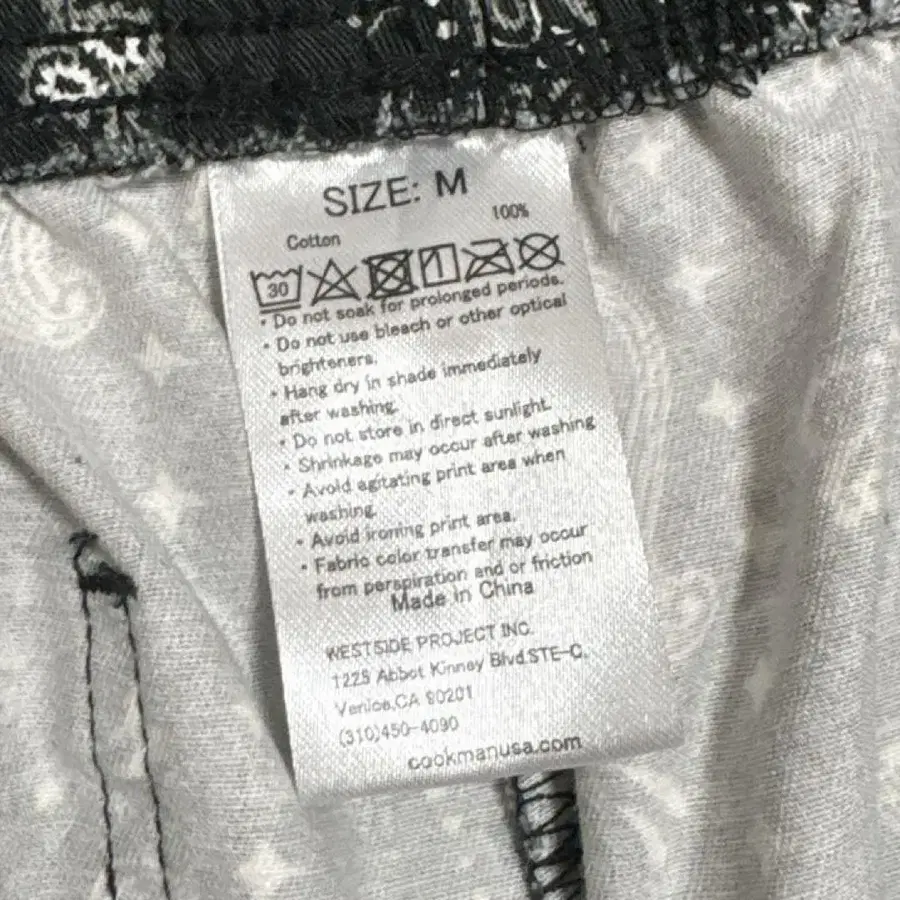 SIZE: M
Cotton 100%
30
• Do not soak for prolonged periods.
• Do not use bleach or other optical
brighteners.
• Hang dry in shade immediately
after washing.
• Do not store in direct sunlight.
• Shrinkage may occur after washing
• Avoid agitating print area when
washing.
• Avoid ironing print area.
• Fabric color transfer may occur
from perspiration and or friction
Made in China
WESTSIDE PROJECT INC.
1225 Abbot Kinney Blvd.STE-C.
Venice,CA 90201
(310)450-4090
cookmanusa.com